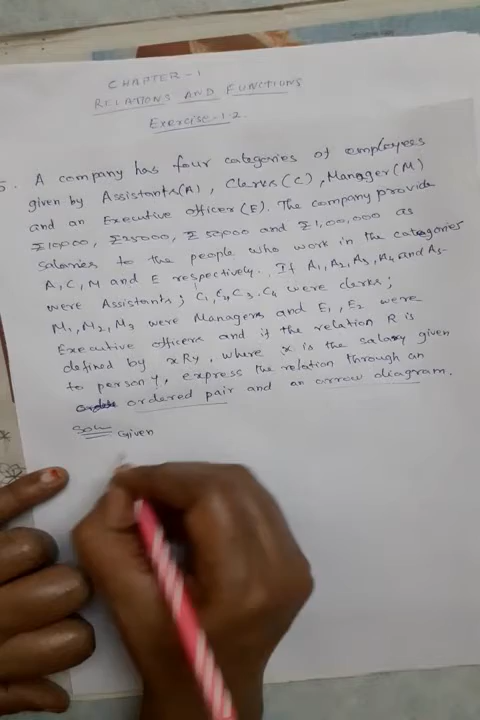 CHAPTER-1
RELATIONS AND FUNCTIONS
Exercise-1.2.
5. A company has four categories of employees
given by Assistants(A), Clerks(C), Manager(M)
and an Executive officer(E). The company provide
₹10,000, ₹25000, ₹50,000 and ₹1,00,000 as
Salaries to the people who work in the categories
A, C, M and E respectively. If A1, A2, A3, A4 and A5
were Assistants; C1, C2, C3, C4 were clerks;
M1, M2, M3 were Managers and E1, E2 were
Executive officers and if the relation R is
defined by xRy, where x is the salary given
to person y, express the relation through an
ordered pair and an arrow diagram.
Soln Given